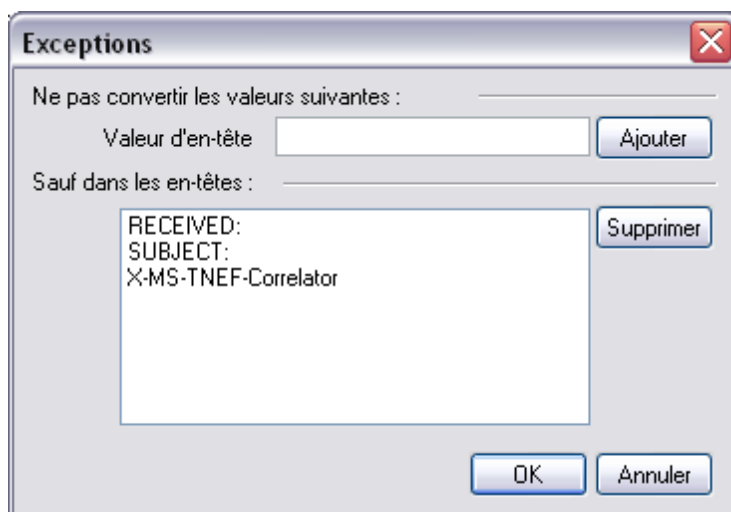 Exceptions
Ne pas convertir les valeurs suivantes :
Valeur d'en-tête
Ajouter
Sauf dans les en-têtes :
RECEIVED:
SUBJECT:
X-MS-TNEF-Correlator
Supprimer
OK
Annuler